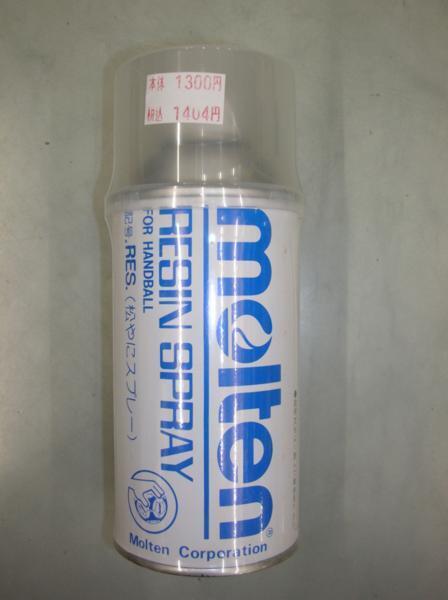 本体 1300円
税込 1404円
molten®
RESIN SPRAY
FOR HANDBALL
記号.RES.(松やにスプレー)
Molten Corporation